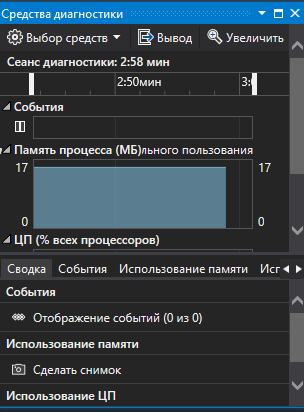 Средства диагностики
Выбор средств Вывод Увеличить
Сеанс диагностики: 2:58 мин
2:50мин 3:
События
Память процесса (МБ)льного пользования
17 17
0 0
ЦП (% всех процессоров)
Сводка События Использование памяти Исп
События
Отображение событий (0 из 0)
Использование памяти
Сделать снимок
Использование ЦП